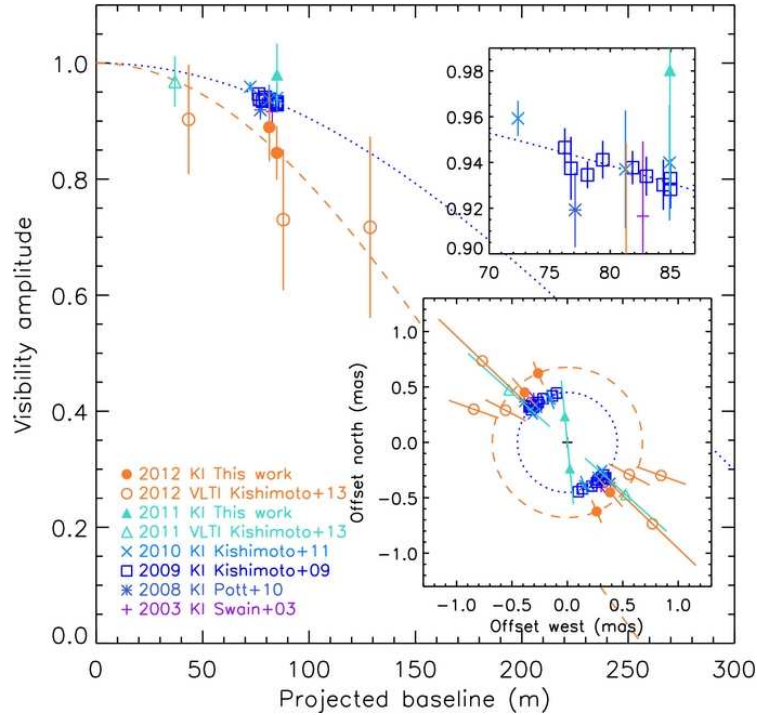 1.0
0.8
0.6
0.4
0.2
0.0
Visibility amplitude
0 50 100 150 200 250 300
Projected baseline (m)
0.98
0.96
0.94
0.92
0.90
70 75 80 85
1.0
0.5
0.0
-0.5
-1.0
Offset north (mas)
-1.0 -0.5 0.0 0.5 1.0
Offset west (mas)
2012 KI This work
2012 VLTI Kishimoto+13
2011 KI This work
2011 VLTI Kishimoto+13
2010 KI Kishimoto+11
2009 KI Kishimoto+09
2008 KI Pott+10
2003 KI Swain+03